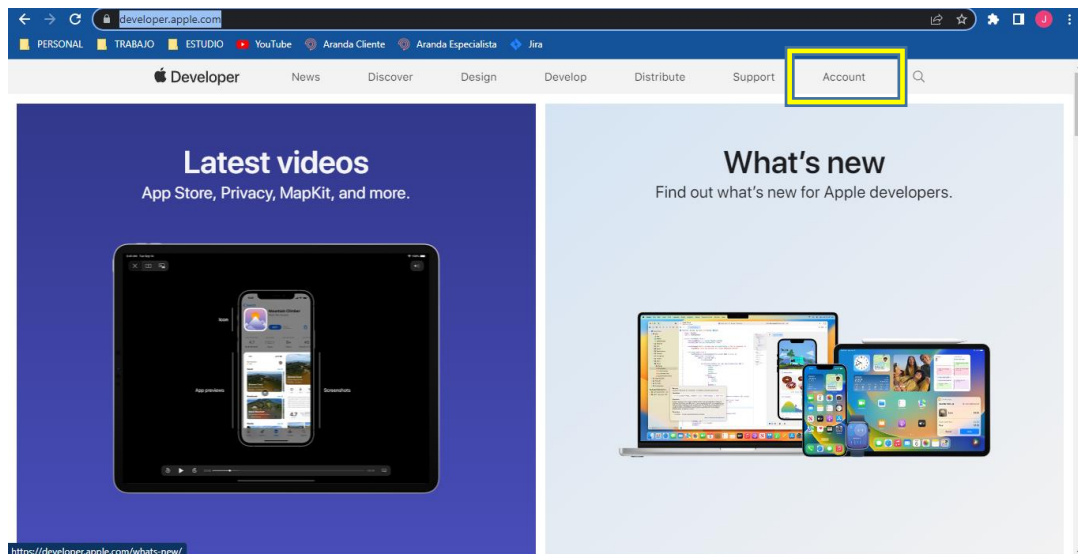 developer.apple.com
PERSONAL TRABAJO ESTUDIO YouTube Aranda Cliente Aranda Especialista Jira
Developer News Discover Design Develop Distribute Support Account
Latest videos
App Store, Privacy, MapKit, and more.
Icon
App previews
Screenshots
What's new
Find out what's new for Apple developers.
J
https://developer.apple.com/whats-new/